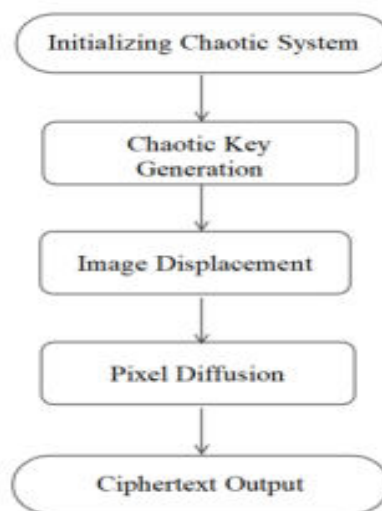 Initializing Chaotic System
Chaotic Key
Generation
Image Displacement
Pixel Diffusion
Ciphertext Output